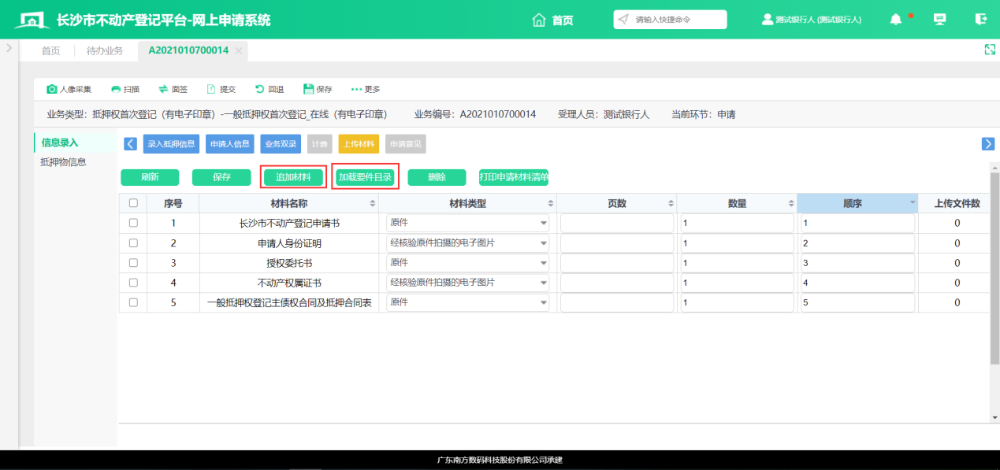 长沙市不动产登记平台-网上申请系统 首页 请输入快捷命令 测试银行人 (测试银行人)
首页 待办业务 A2021010700014
人像采集 扫描 面签 提交 回退 保存 更多
业务类型：抵押权首次登记（有电子印章）-一般抵押权首次登记_在线（有电子印章） 业务编号：A2021010700014 受理人员：测试银行人 当前环节：申请
信息录入 录入抵押信息 申请人信息 业务双录 计费 上传材料 申请意见
抵押物信息
刷新 保存 追加材料 加载要件目录 删除 打印申请材料清单
序号 材料名称 材料类型 页数 数量 顺序 上传文件数
1 长沙市不动产登记申请书 原件 1 1 0
2 申请人身份证明 经核验原件拍摄的电子图片 1 2 0
3 授权委托书 原件 1 3 0
4 不动产权属证书 经核验原件拍摄的电子图片 1 4 0
5 一般抵押权登记主债权合同及抵押合同表 原件 1 5 0
广东南方数码科技股份有限公司承建